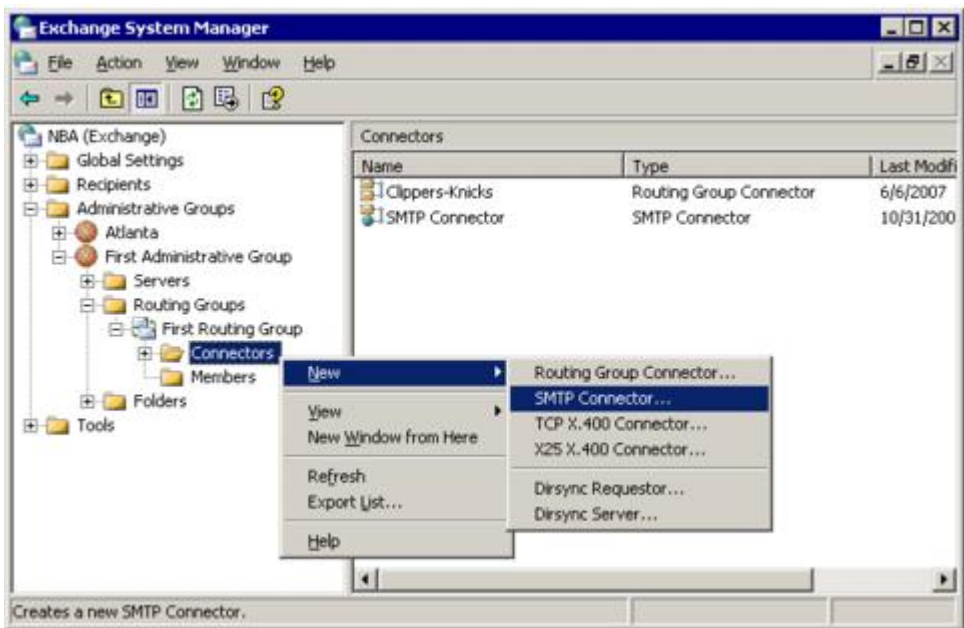 Exchange System Manager
File Action View Window Help
NBA (Exchange)
Global Settings
Recipients
Administrative Groups
Atlanta
First Administrative Group
Servers
Routing Groups
First Routing Group
Connectors
Members
Folders
Tools
Connectors
Name Type Last Modifi
Clippers-Knicks Routing Group Connector 6/6/2007
SMTP Connector SMTP Connector 10/31/200
New
View
New Window from Here
Refresh
Export List...
Help
Routing Group Connector...
SMTP Connector...
TCP X.400 Connector...
X25 X.400 Connector...
Dirsync Requestor...
Dirsync Server...
Creates a new SMTP Connector.